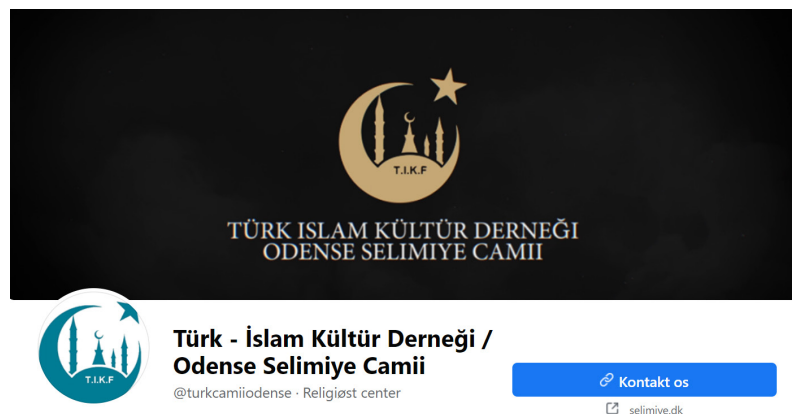 T.I.K.F
TÜRK ISLAM KÜLTÜR DERNEĞI
ODENSE SELIMIYE CAMII
T.I.K.F
Türk - İslam Kültür Derneği /
Odense Selimiye Camii
@turkcamiiodense · Religiøst center
Kontakt os
selimiye.dk